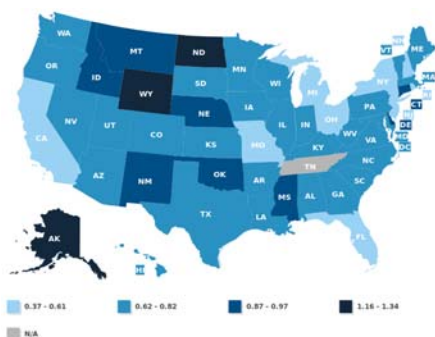 WA
MT
ND
MN
VT
NH
ME
OR
ID
WY
SD
WI
MI
NY
MA
RI
CT
NE
IA
PA
NJ
DE
MD
DC
NV
UT
CO
KS
MO
IL
IN
OH
WV
VA
KY
CA
AZ
NM
OK
AR
TN
NC
SC
TX
LA
MS
AL
GA
FL
AK
HI
0.37 - 0.61
0.62 - 0.82
0.87 - 0.97
1.16 - 1.34
N/A